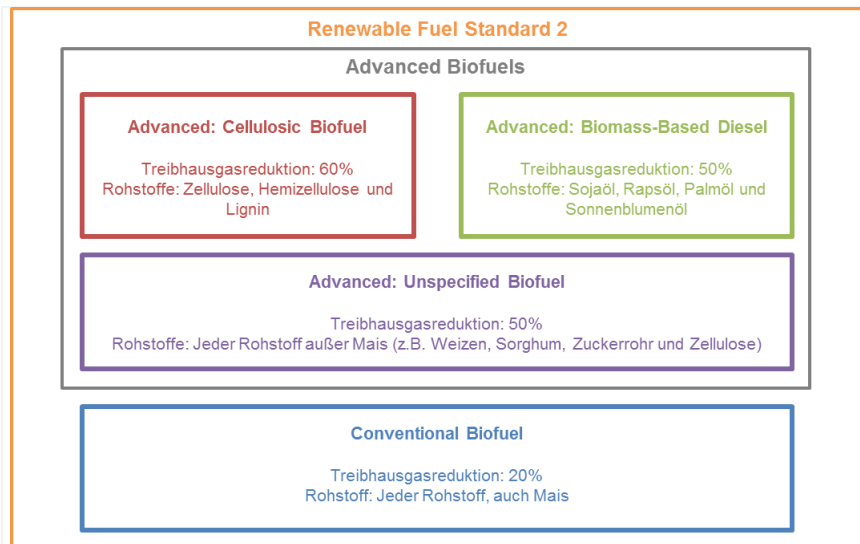 Renewable Fuel Standard 2
Advanced Biofuels
Advanced: Cellulosic Biofuel
Treibhausgasreduktion: 60%
Rohstoffe: Zellulose, Hemizellulose und
Lignin
Advanced: Biomass-Based Diesel
Treibhausgasreduktion: 50%
Rohstoffe: Sojaöl, Rapsöl, Palmöl und
Sonnenblumenöl
Advanced: Unspecified Biofuel
Treibhausgasreduktion: 50%
Rohstoffe: Jeder Rohstoff außer Mais (z.B. Weizen, Sorghum, Zuckerrohr und Zellulose)
Conventional Biofuel
Treibhausgasreduktion: 20%
Rohstoff: Jeder Rohstoff, auch Mais